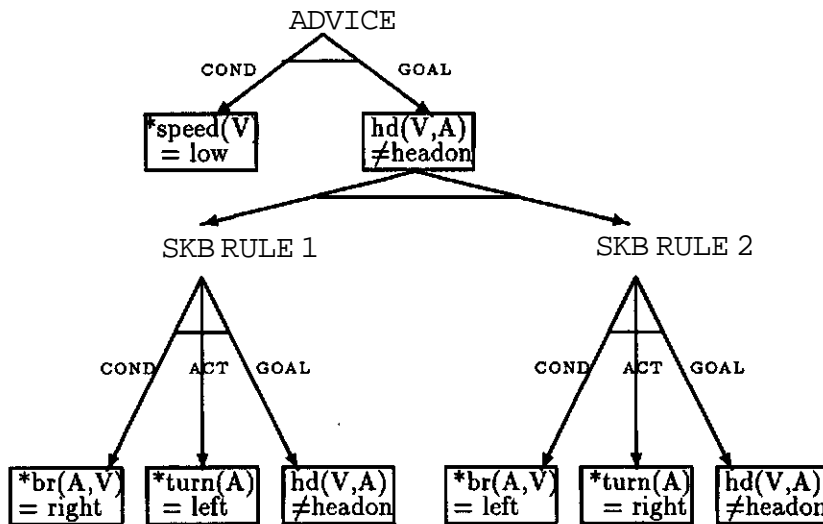 ADVICE
COND GOAL
*speed(V)
= low
hd(V,A)
≠headon
SKB RULE 1
SKB RULE 2
COND ACT GOAL
COND ACT GOAL
*br(A,V)
= right
*turn(A)
= left
hd(V,A)
≠headon
*br(A,V)
= left
*turn(A)
= right
hd(V,A)
≠headon